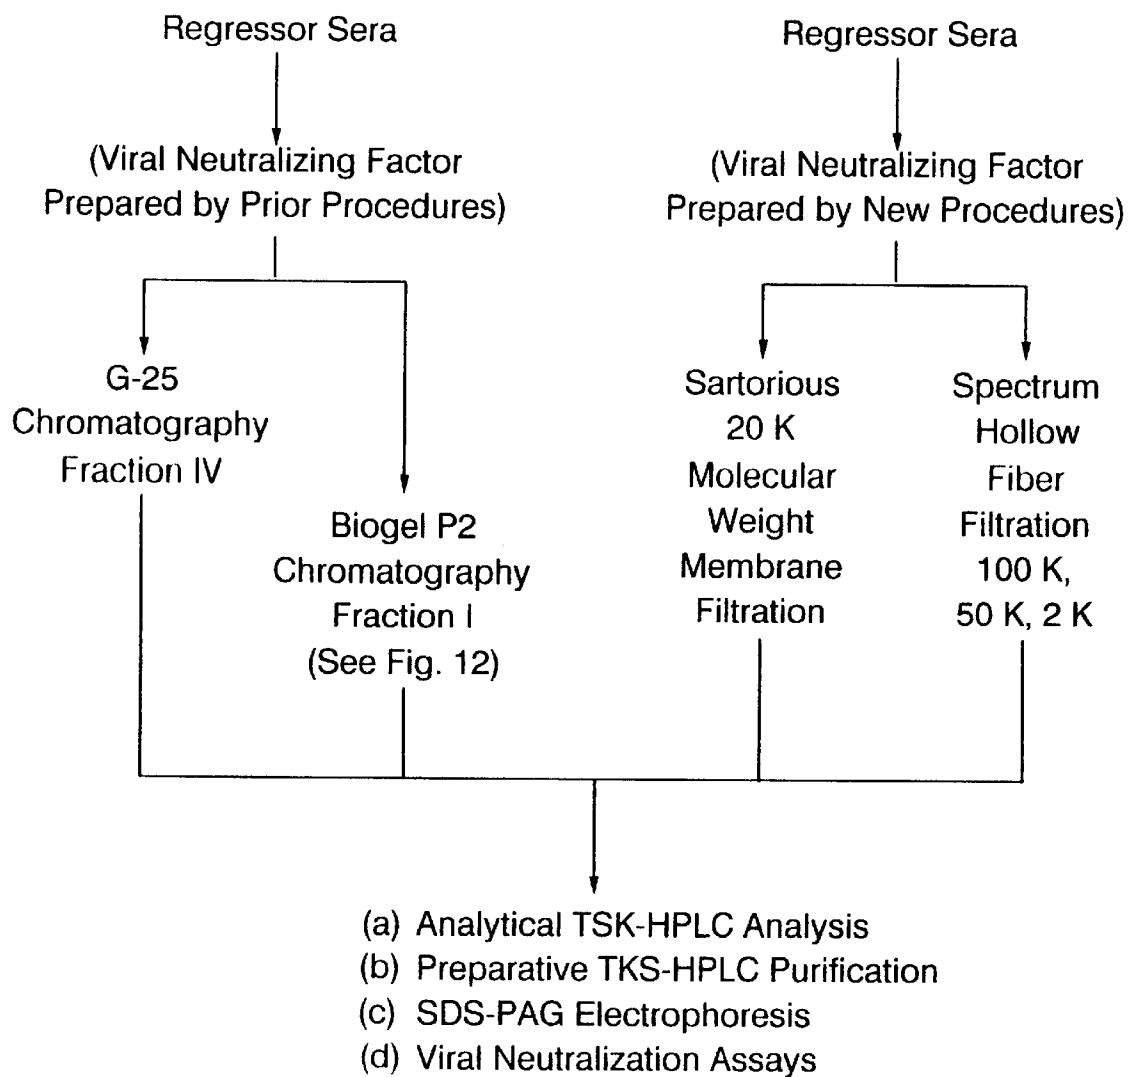 Regressor Sera
(Viral Neutralizing Factor
Prepared by Prior Procedures)
G-25
Chromatography
Fraction IV
Biogel P2
Chromatography
Fraction I
(See Fig. 12)
Regressor Sera
(Viral Neutralizing Factor
Prepared by New Procedures)
Sartorious
20 K
Molecular
Weight
Membrane
Filtration
Spectrum
Hollow
Fiber
Filtration
100 K,
50 K, 2 K
(a) Analytical TSK-HPLC Analysis
(b) Preparative TKS-HPLC Purification
(c) SDS-PAG Electrophoresis
(d) Viral Neutralization Assays